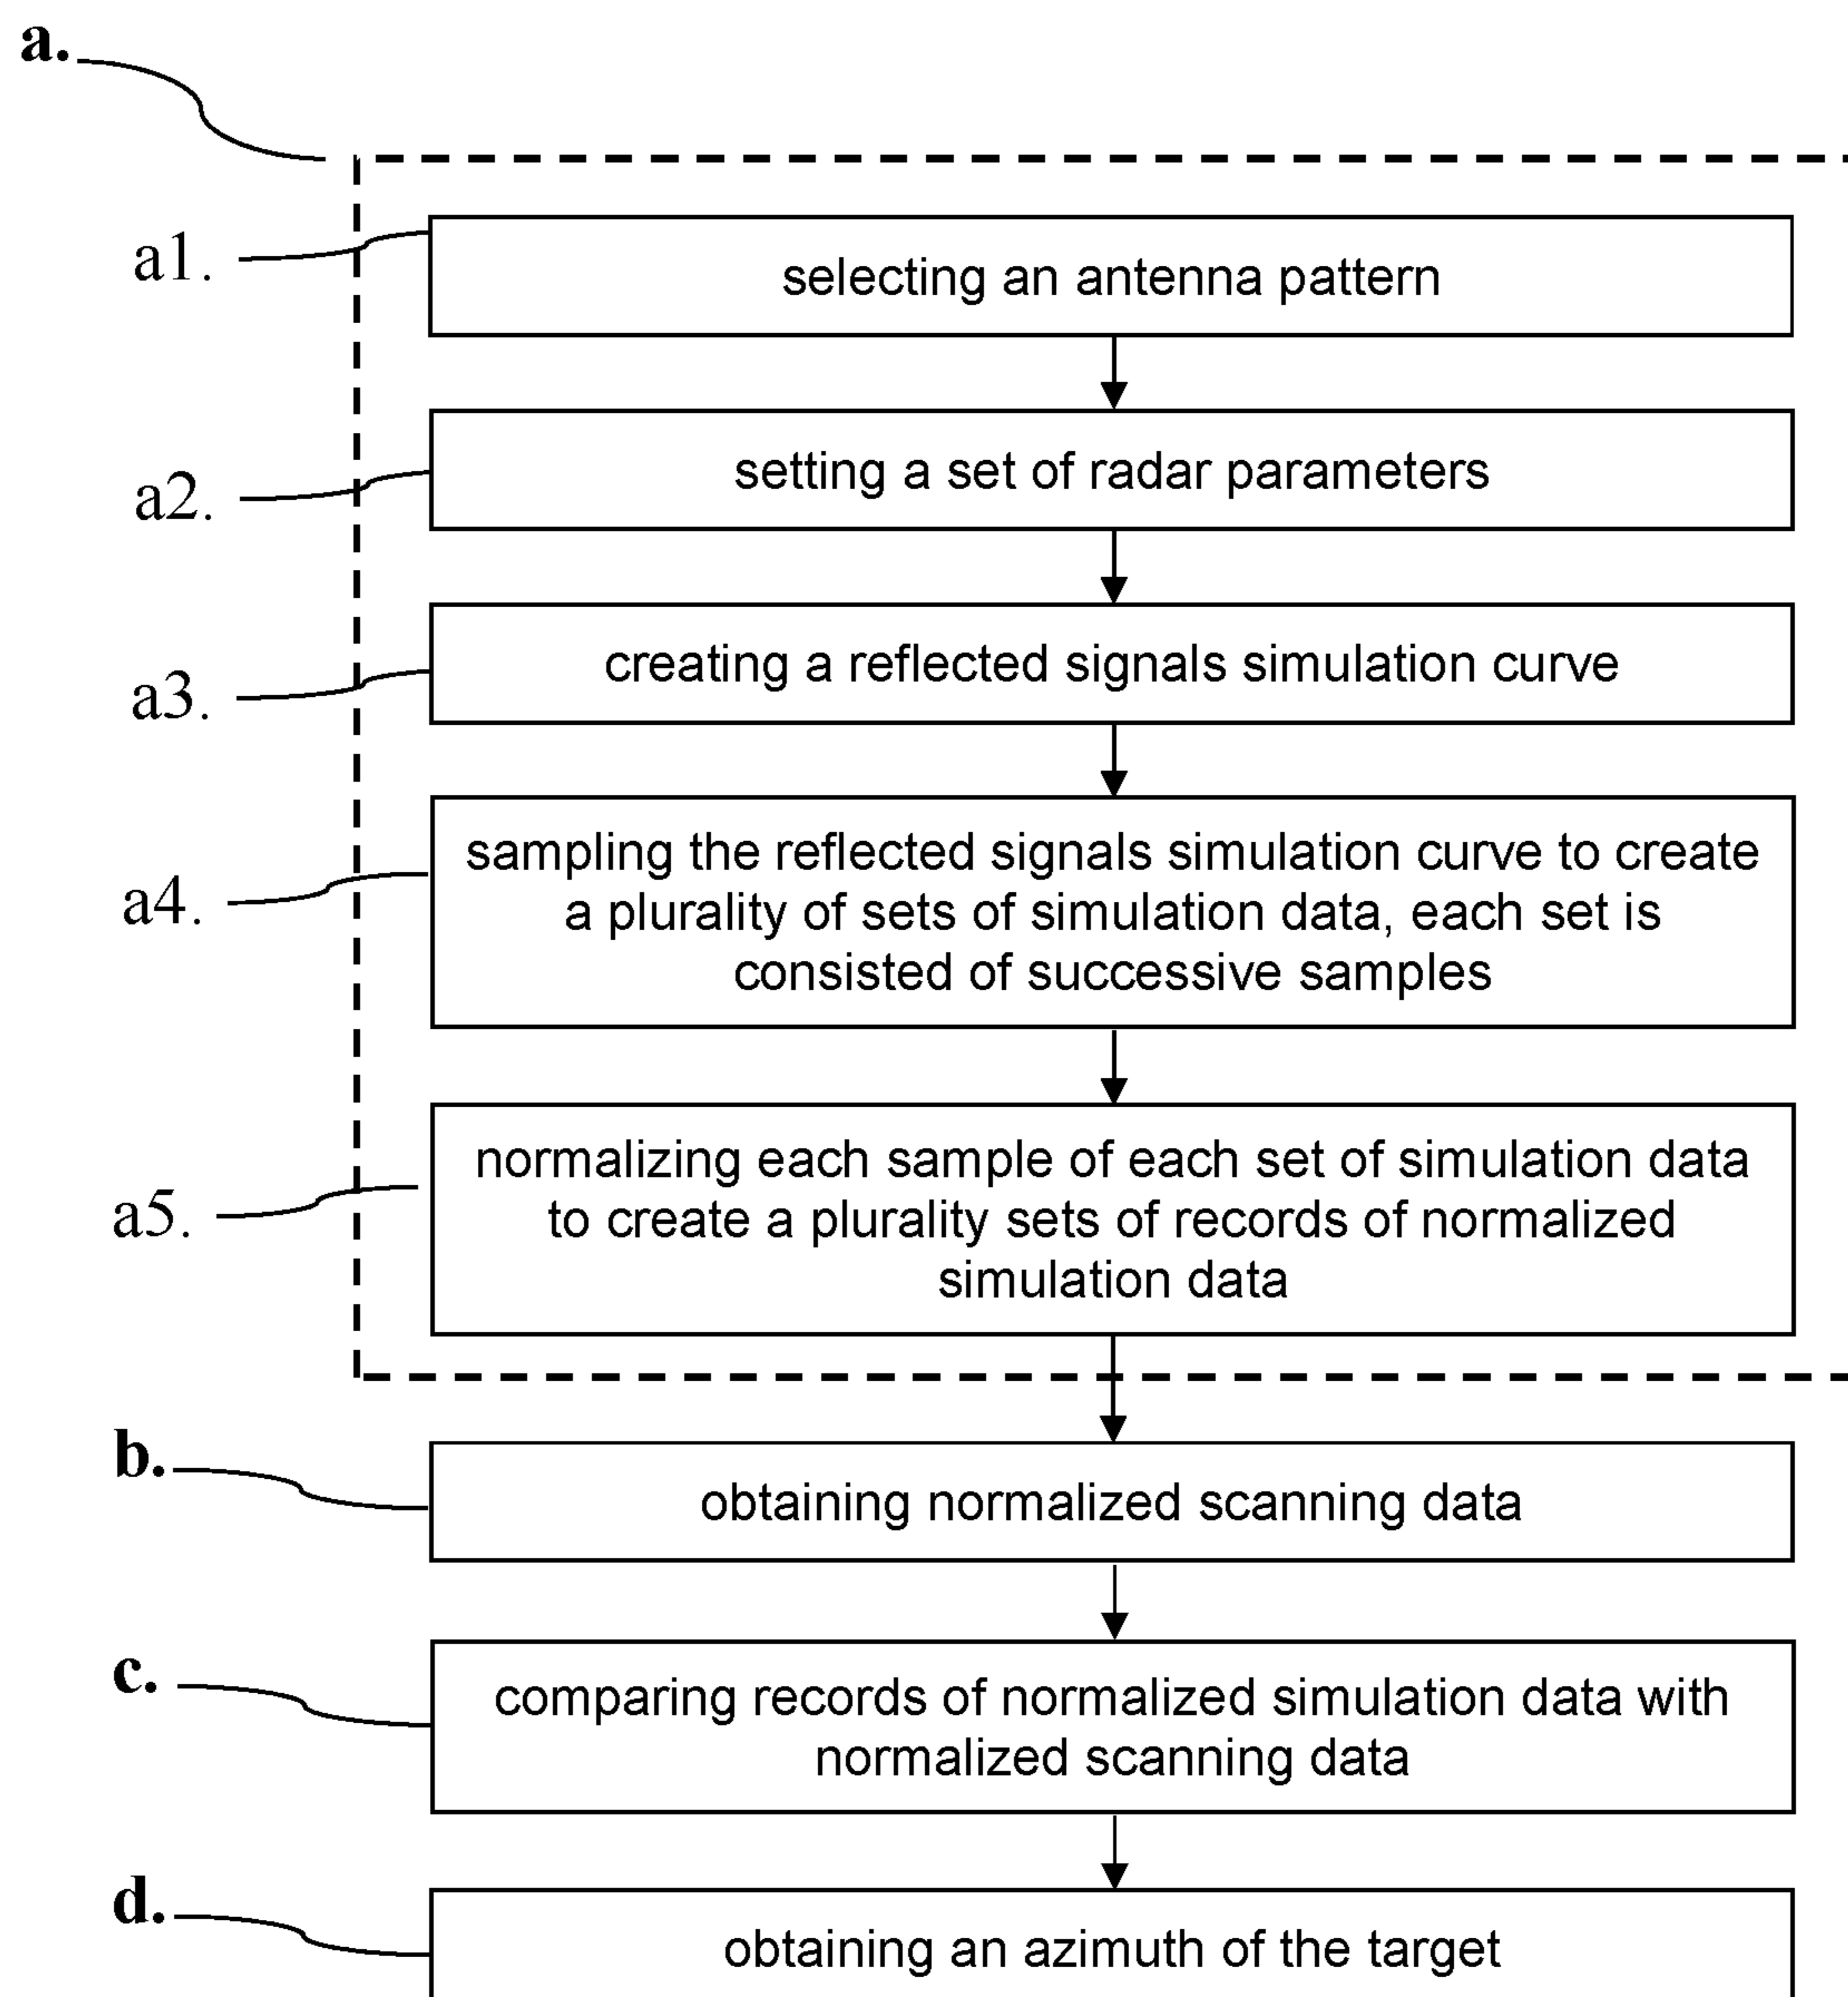 a.
a1.
selecting an antenna pattern
a2.
setting a set of radar parameters
a3.
creating a reflected signals simulation curve
a4.
sampling the reflected signals simulation curve to create
a plurality of sets of simulation data, each set is
consisted of successive samples
a5.
normalizing each sample of each set of simulation data
to create a plurality sets of records of normalized
simulation data
b.
obtaining normalized scanning data
c.
comparing records of normalized simulation data with
normalized scanning data
d.
obtaining an azimuth of the target